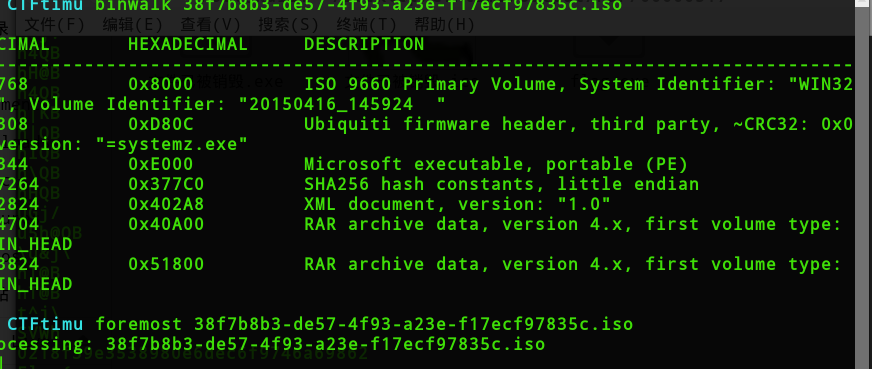 CTFtimu binwalk 38f7b8b3-de57-4f93-a23e-f17ecf97835c.iso
文件(F) 编辑(E) 查看(V) 搜索(S) 终端(T) 帮助(H)
CIMAL HEXADECIMAL DESCRIPTION
--------------------------------------------------------------------------------
768 0x8000 ISO 9660 Primary Volume, System Identifier: "WIN32
", Volume Identifier: "20150416_145924 "
308 0xD80C Ubiquiti firmware header, third party, ~CRC32: 0x0
version: "=systemz.exe"
344 0xE000 Microsoft executable, portable (PE)
7264 0x377C0 SHA256 hash constants, little endian
2824 0x402A8 XML document, version: "1.0"
4704 0x40A00 RAR archive data, version 4.x, first volume type:
IN_HEAD
3824 0x51800 RAR archive data, version 4.x, first volume type:
IN_HEAD
CTFtimu foremost 38f7b8b3-de57-4f93-a23e-f17ecf97835c.iso
ocessing: 38f7b8b3-de57-4f93-a23e-f17ecf97835c.iso